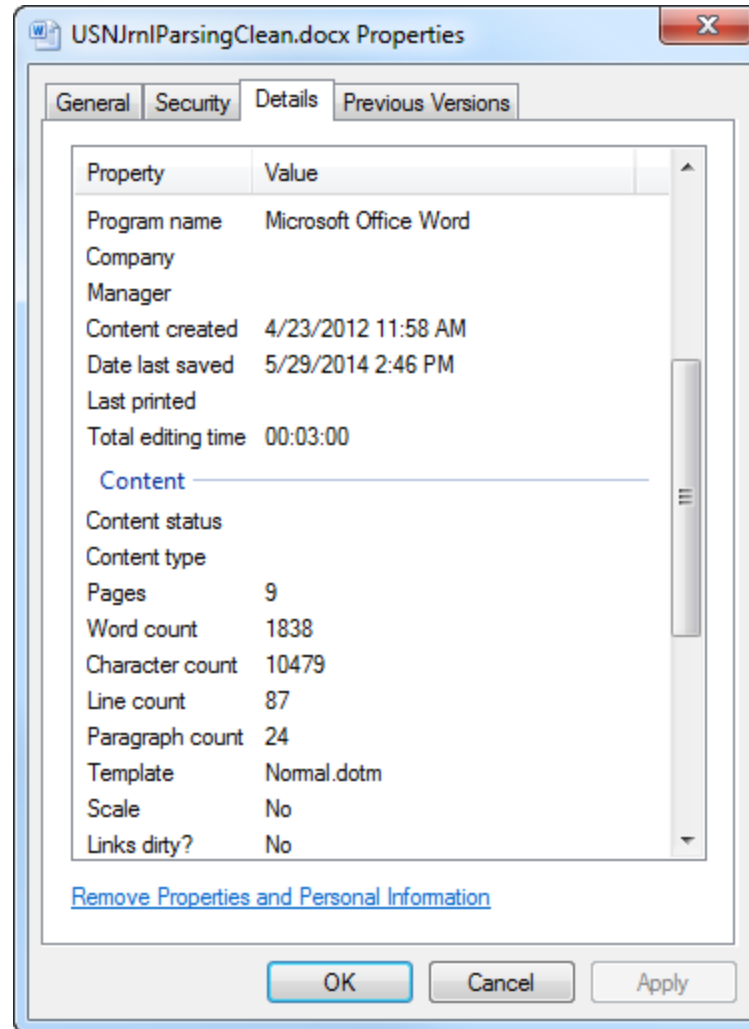 USNJrnlParsingClean.docx Properties
General Security Details Previous Versions
Property Value
Program name Microsoft Office Word
Company
Manager
Content created 4/23/2012 11:58 AM
Date last saved 5/29/2014 2:46 PM
Last printed
Total editing time 00:03:00
Content
Content status
Content type
Pages 9
Word count 1838
Character count 10479
Line count 87
Paragraph count 24
Template Normal.dotm
Scale No
Links dirty? No
Remove Properties and Personal Information
OK Cancel Apply